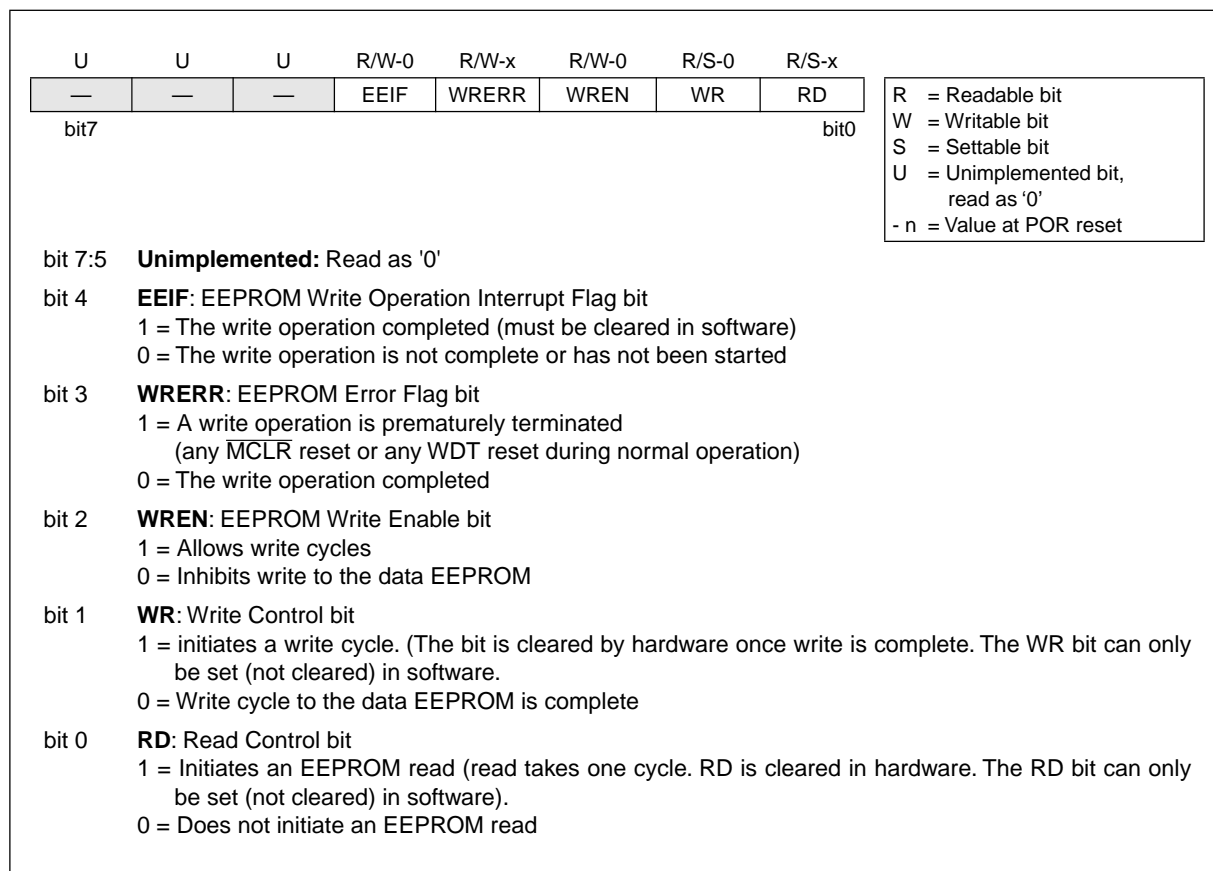 U U U R/W-0 R/W-x R/W-0 R/S-0 R/S-x
— — — EEIF WRERR WREN WR RD
bit7 bit0
R = Readable bit
W = Writable bit
S = Settable bit
U = Unimplemented bit,
read as ‘0’
- n = Value at POR reset
bit 7:5 Unimplemented: Read as '0'
bit 4 EEIF: EEPROM Write Operation Interrupt Flag bit
1 = The write operation completed (must be cleared in software)
0 = The write operation is not complete or has not been started
bit 3 WRERR: EEPROM Error Flag bit
1 = A write operation is prematurely terminated
(any MCLR reset or any WDT reset during normal operation)
0 = The write operation completed
bit 2 WREN: EEPROM Write Enable bit
1 = Allows write cycles
0 = Inhibits write to the data EEPROM
bit 1 WR: Write Control bit
1 = initiates a write cycle. (The bit is cleared by hardware once write is complete. The WR bit can only
be set (not cleared) in software.
0 = Write cycle to the data EEPROM is complete
bit 0 RD: Read Control bit
1 = Initiates an EEPROM read (read takes one cycle. RD is cleared in hardware. The RD bit can only
be set (not cleared) in software).
0 = Does not initiate an EEPROM read